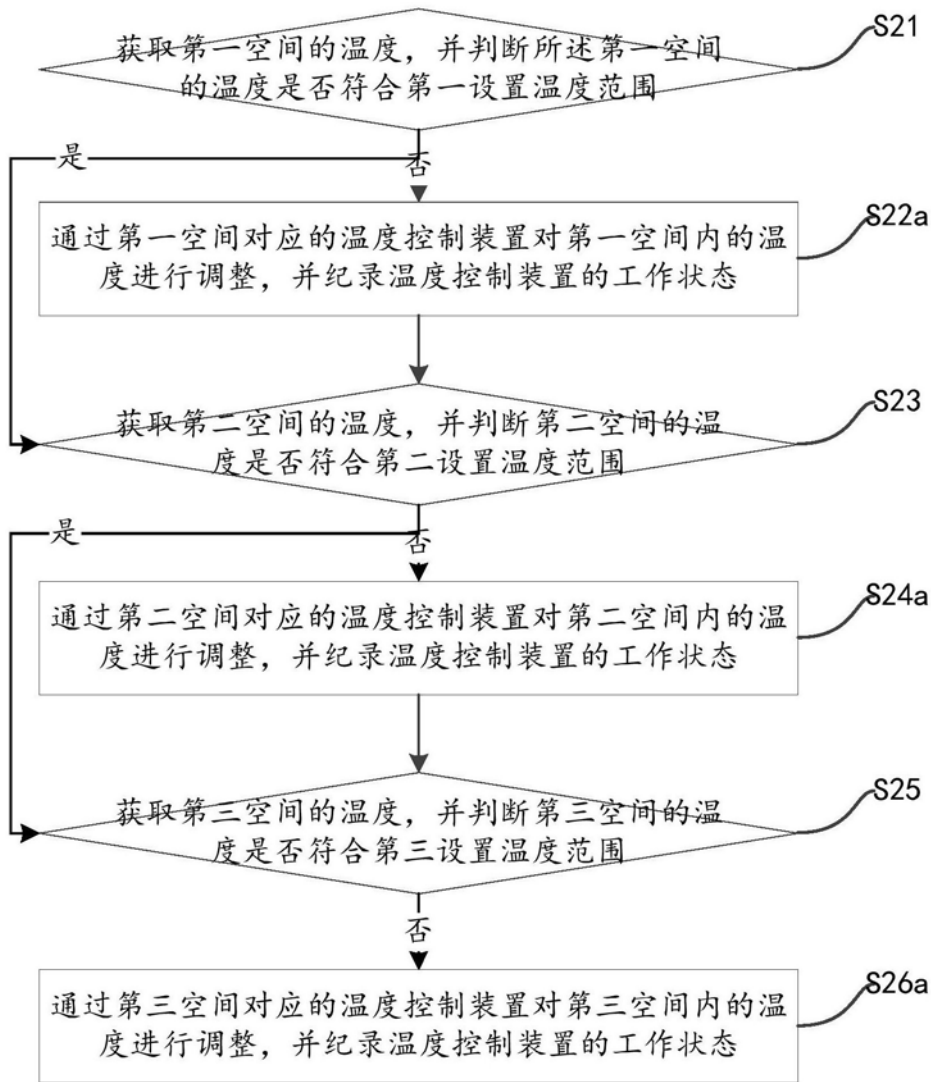 获取第一空间的温度，并判断所述第一空间
的温度是否符合第一设置温度范围
S21
是
否
通过第一空间对应的温度控制装置对第一空间内的温
度进行调整，并纪录温度控制装置的工作状态
S22a
获取第二空间的温度，并判断第二空间的温
度是否符合第二设置温度范围
S23
是
否
通过第二空间对应的温度控制装置对第二空间内的温
度进行调整，并纪录温度控制装置的工作状态
S24a
获取第三空间的温度，并判断第三空间的温
度是否符合第三设置温度范围
S25
否
通过第三空间对应的温度控制装置对第三空间内的温
度进行调整，并纪录温度控制装置的工作状态
S26a